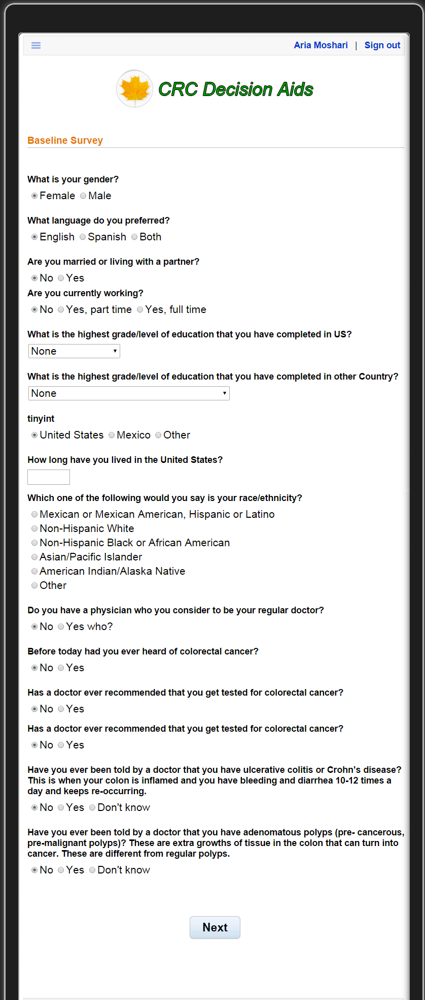 Aria Moshari | Sign out
CRC Decision Aids
Baseline Survey
What is your gender?
Female Male
What language do you preferred?
English Spanish Both
Are you married or living with a partner?
No Yes
Are you currently working?
No Yes, part time Yes, full time
What is the highest grade/level of education that you have completed in US?
None
What is the highest grade/level of education that you have completed in other Country?
None
tinyint
United States Mexico Other
How long have you lived in the United States?
Which one of the following would you say is your race/ethnicity?
Mexican or Mexican American, Hispanic or Latino
Non-Hispanic White
Non-Hispanic Black or African American
Asian/Pacific Islander
American Indian/Alaska Native
Other
Do you have a physician who you consider to be your regular doctor?
No Yes who?
Before today had you ever heard of colorectal cancer?
No Yes
Has a doctor ever recommended that you get tested for colorectal cancer?
No Yes
Has a doctor ever recommended that you get tested for colorectal cancer?
No Yes
Have you ever been told by a doctor that you have ulcerative colitis or Crohn’s disease?
This is when your colon is inflamed and you have bleeding and diarrhea 10-12 times a
day and keeps re-occurring.
No Yes Don't know
Have you ever been told by a doctor that you have adenomatous polyps (pre- cancerous,
pre-malignant polyps)? These are extra growths of tissue in the colon that can turn into
cancer. These are different from regular polyps.
No Yes Don't know
Next